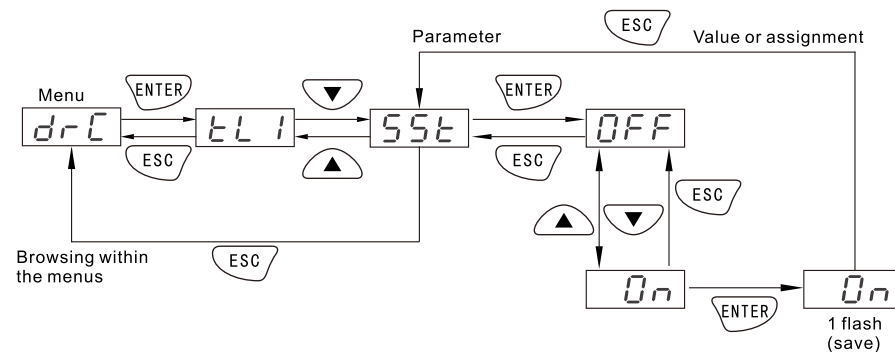 ESC
Parameter
Value or assignment
Menu
ENTER
▼
ENTER
drC
tL1
SSt
OFF
ESC
▲
ESC
▲
▼
ESC
Browsing within
the menus
ESC
On
ENTER
On
1 flash
(save)